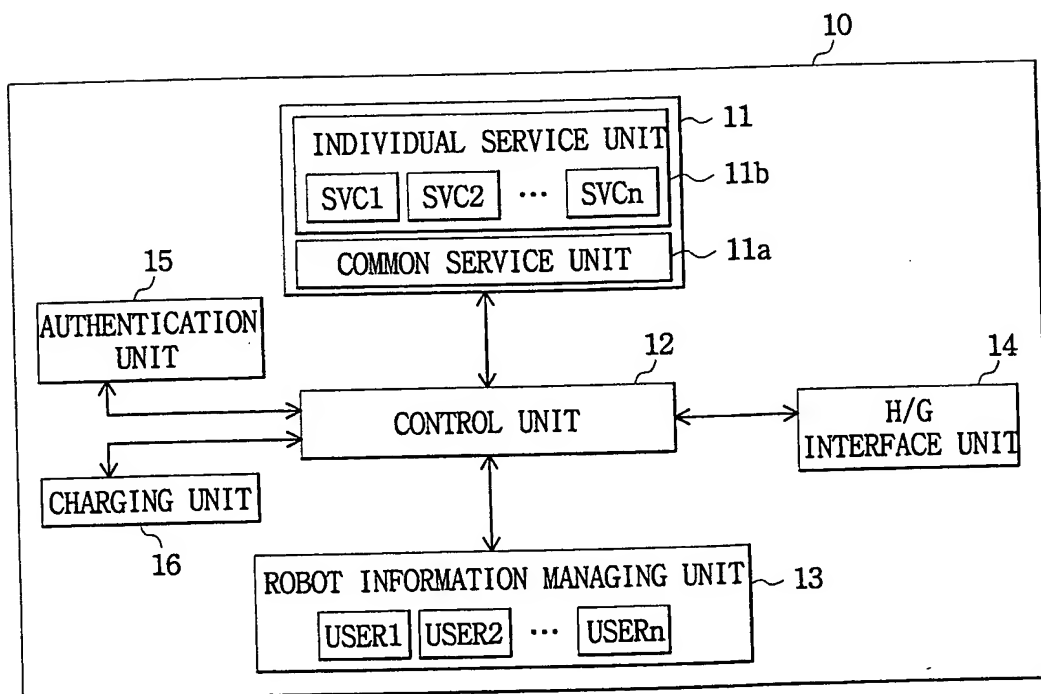 10
11
INDIVIDUAL SERVICE UNIT
11b
SVC1 SVC2 ... SVCn
COMMON SERVICE UNIT
11a
15
AUTHENTICATION
UNIT
12
CONTROL UNIT
14
H/G
INTERFACE UNIT
CHARGING UNIT
16
ROBOT INFORMATION MANAGING UNIT
13
USER1 USER2 ... USERn